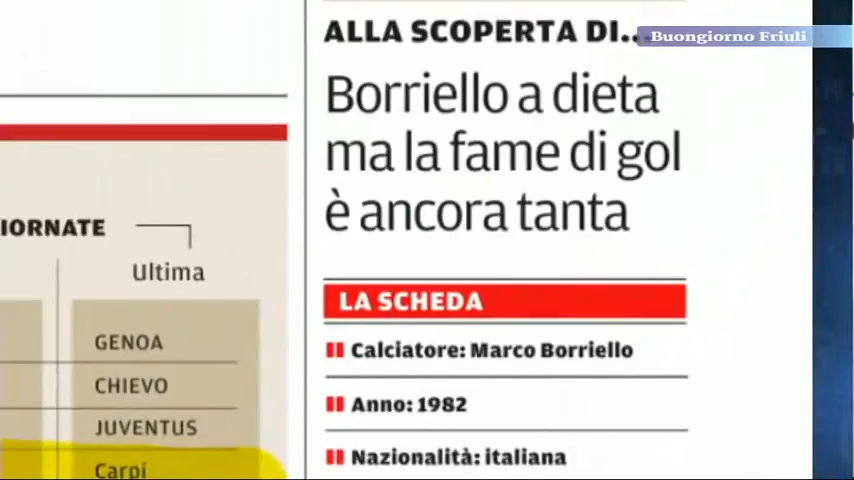 Buongiorno Friuli
ALLA SCOPERTA DI...
Borriello a dieta
ma la fame di gol
è ancora tanta
IORNATE
Ultima
GENOA
CHIEVO
JUVENTUS
Carpi
LA SCHEDA
Calciatore: Marco Borriello
Anno: 1982
Nazionalità: italiana